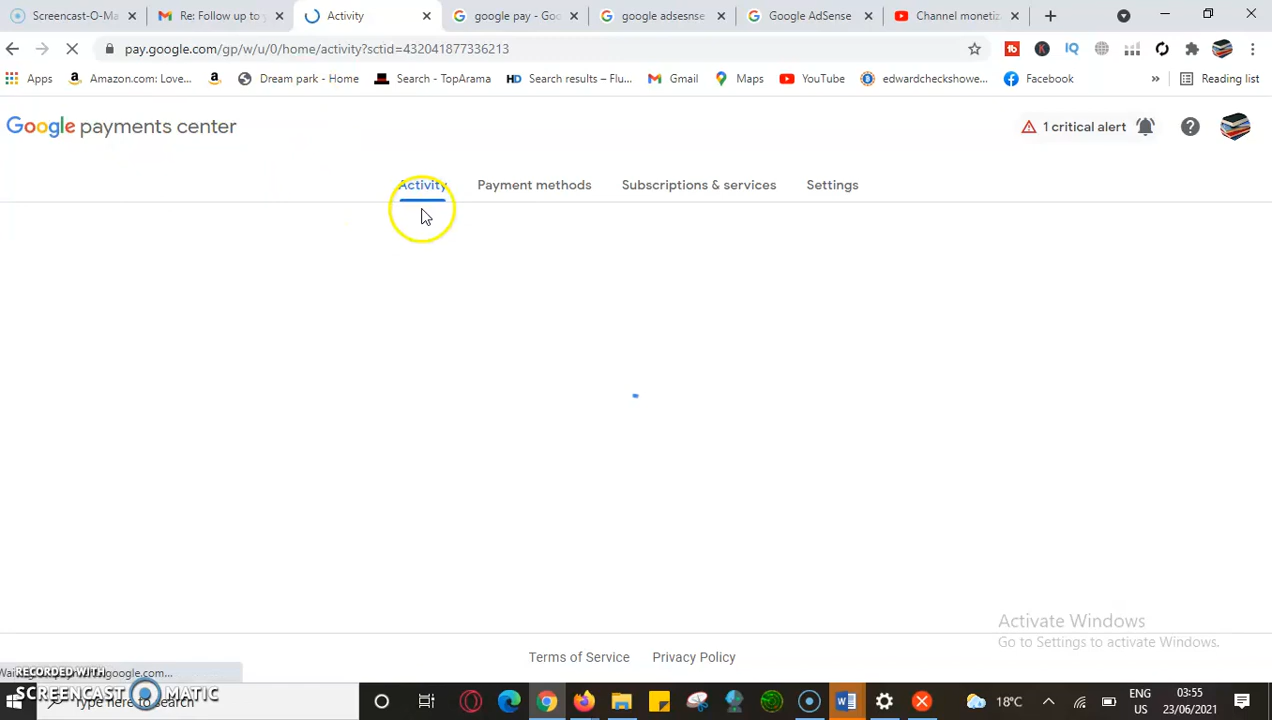 Screencast-O-Ma
Re: Follow up to y
Activity
google pay - Goo
google adsesnse
Google AdSense
Channel monetiz
pay.google.com/gp/w/u/0/home/activity?sctid=432041877336213
Apps
Amazon.com: Love...
Dream park - Home
Search - TopArama
HD Search results – Flu...
Gmail
Maps
YouTube
edwardcheckshowe...
Facebook
Reading list
Google payments center
1 critical alert
Activity
Payment methods
Subscriptions & services
Settings
Activate Windows
Go to Settings to activate Windows.
Terms of Service
Privacy Policy
RECORDED WITH
SCREENCAST MATIC
Type here to search
18°C
ENG
US
03:55
23/06/2021